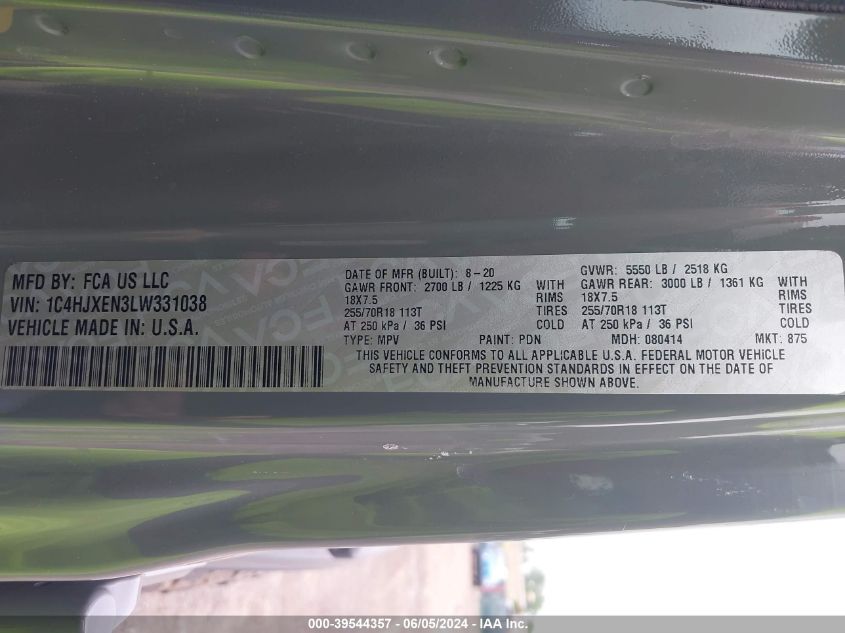 MFD BY: FCA US LLC
VIN: 1C4HJXEN3LW331038
VEHICLE MADE IN: U.S.A.
DATE OF MFR (BUILT): 8-20
GVWR: 5550 LB / 2518 KG
GAWR FRONT: 2700 LB / 1225 KG WITH
GAWR REAR: 3000 LB / 1361 KG WITH
18X7.5 RIMS
18X7.5 RIMS
255/70R18 113T TIRES
255/70R18 113T TIRES
AT 250 kPa / 36 PSI COLD
AT 250 kPa / 36 PSI COLD
TYPE: MPV PAINT: PDN MDH: 080414 MKT: 875
THIS VEHICLE CONFORMS TO ALL APPLICABLE U.S.A. FEDERAL MOTOR VEHICLE
SAFETY AND THEFT PREVENTION STANDARDS IN EFFECT ON THE DATE OF
MANUFACTURE SHOWN ABOVE.
000-39544357 - 06/05/2024 - IAA Inc.